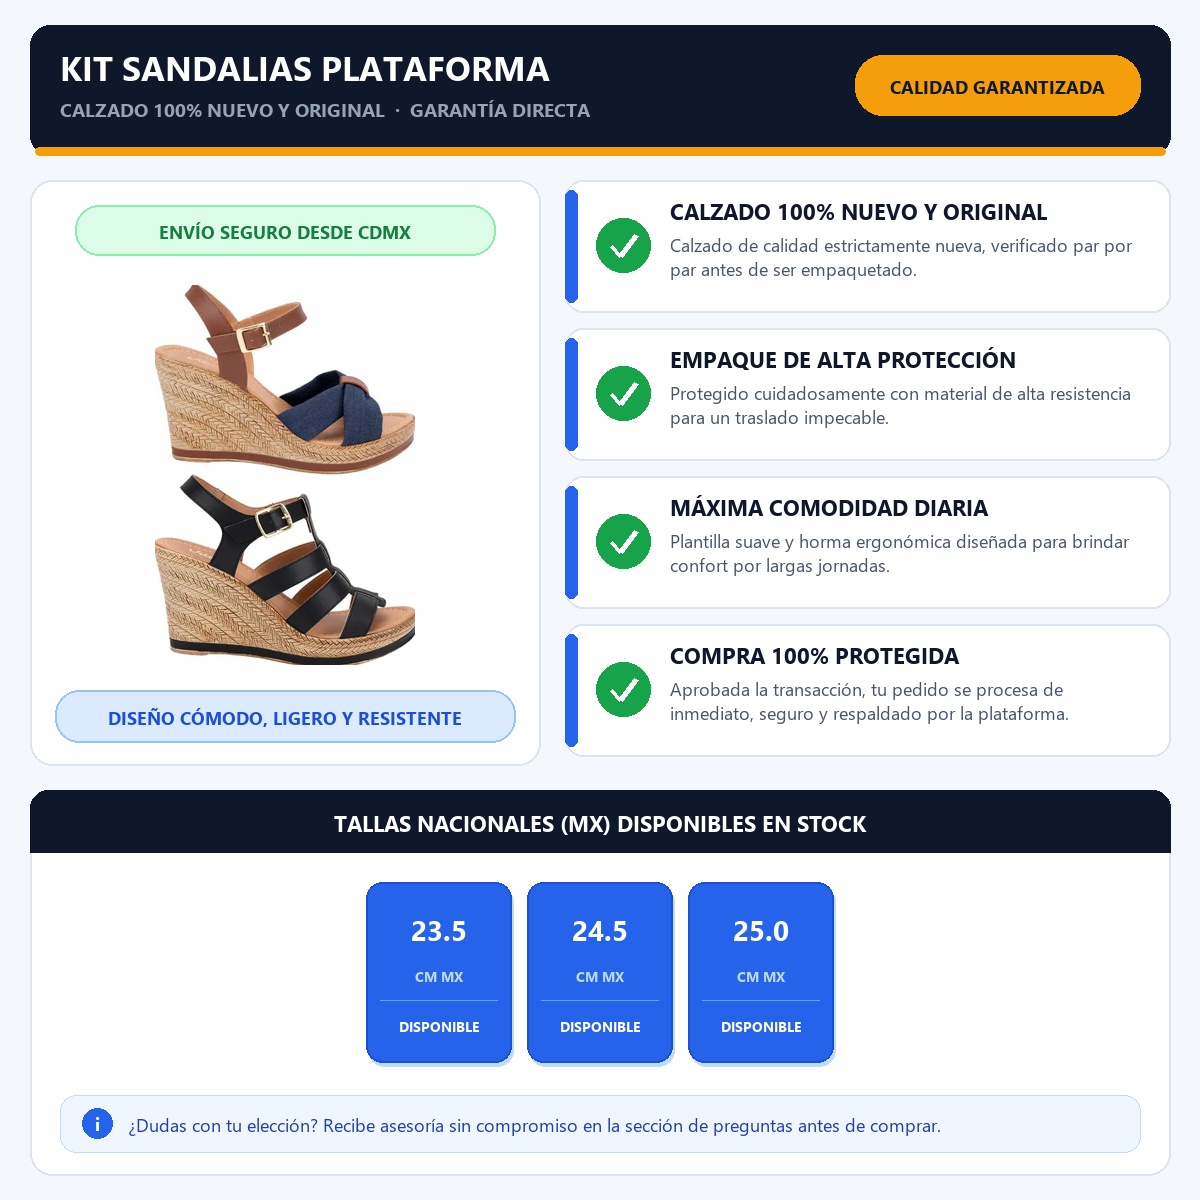 KIT SANDALIAS PLATAFORMA
CALZADO 100% NUEVO Y ORIGINAL · GARANTÍA DIRECTA
CALIDAD GARANTIZADA
ENVÍO SEGURO DESDE CDMX
DISEÑO CÓMODO, LIGERO Y RESISTENTE
CALZADO 100% NUEVO Y ORIGINAL
Calzado de calidad estrictamente nueva, verificado par por
par antes de ser empaquetado.
EMPAQUE DE ALTA PROTECCIÓN
Protegido cuidadosamente con material de alta resistencia
para un traslado impecable.
MÁXIMA COMODIDAD DIARIA
Plantilla suave y horma ergonómica diseñada para brindar
confort por largas jornadas.
COMPRA 100% PROTEGIDA
Aprobada la transacción, tu pedido se procesa de
inmediato, seguro y respaldado por la plataforma.
TALLAS NACIONALES (MX) DISPONIBLES EN STOCK
23.5
CM MX
DISPONIBLE
24.5
CM MX
DISPONIBLE
25.0
CM MX
DISPONIBLE
¿Dudas con tu elección? Recibe asesoría sin compromiso en la sección de preguntas antes de comprar.